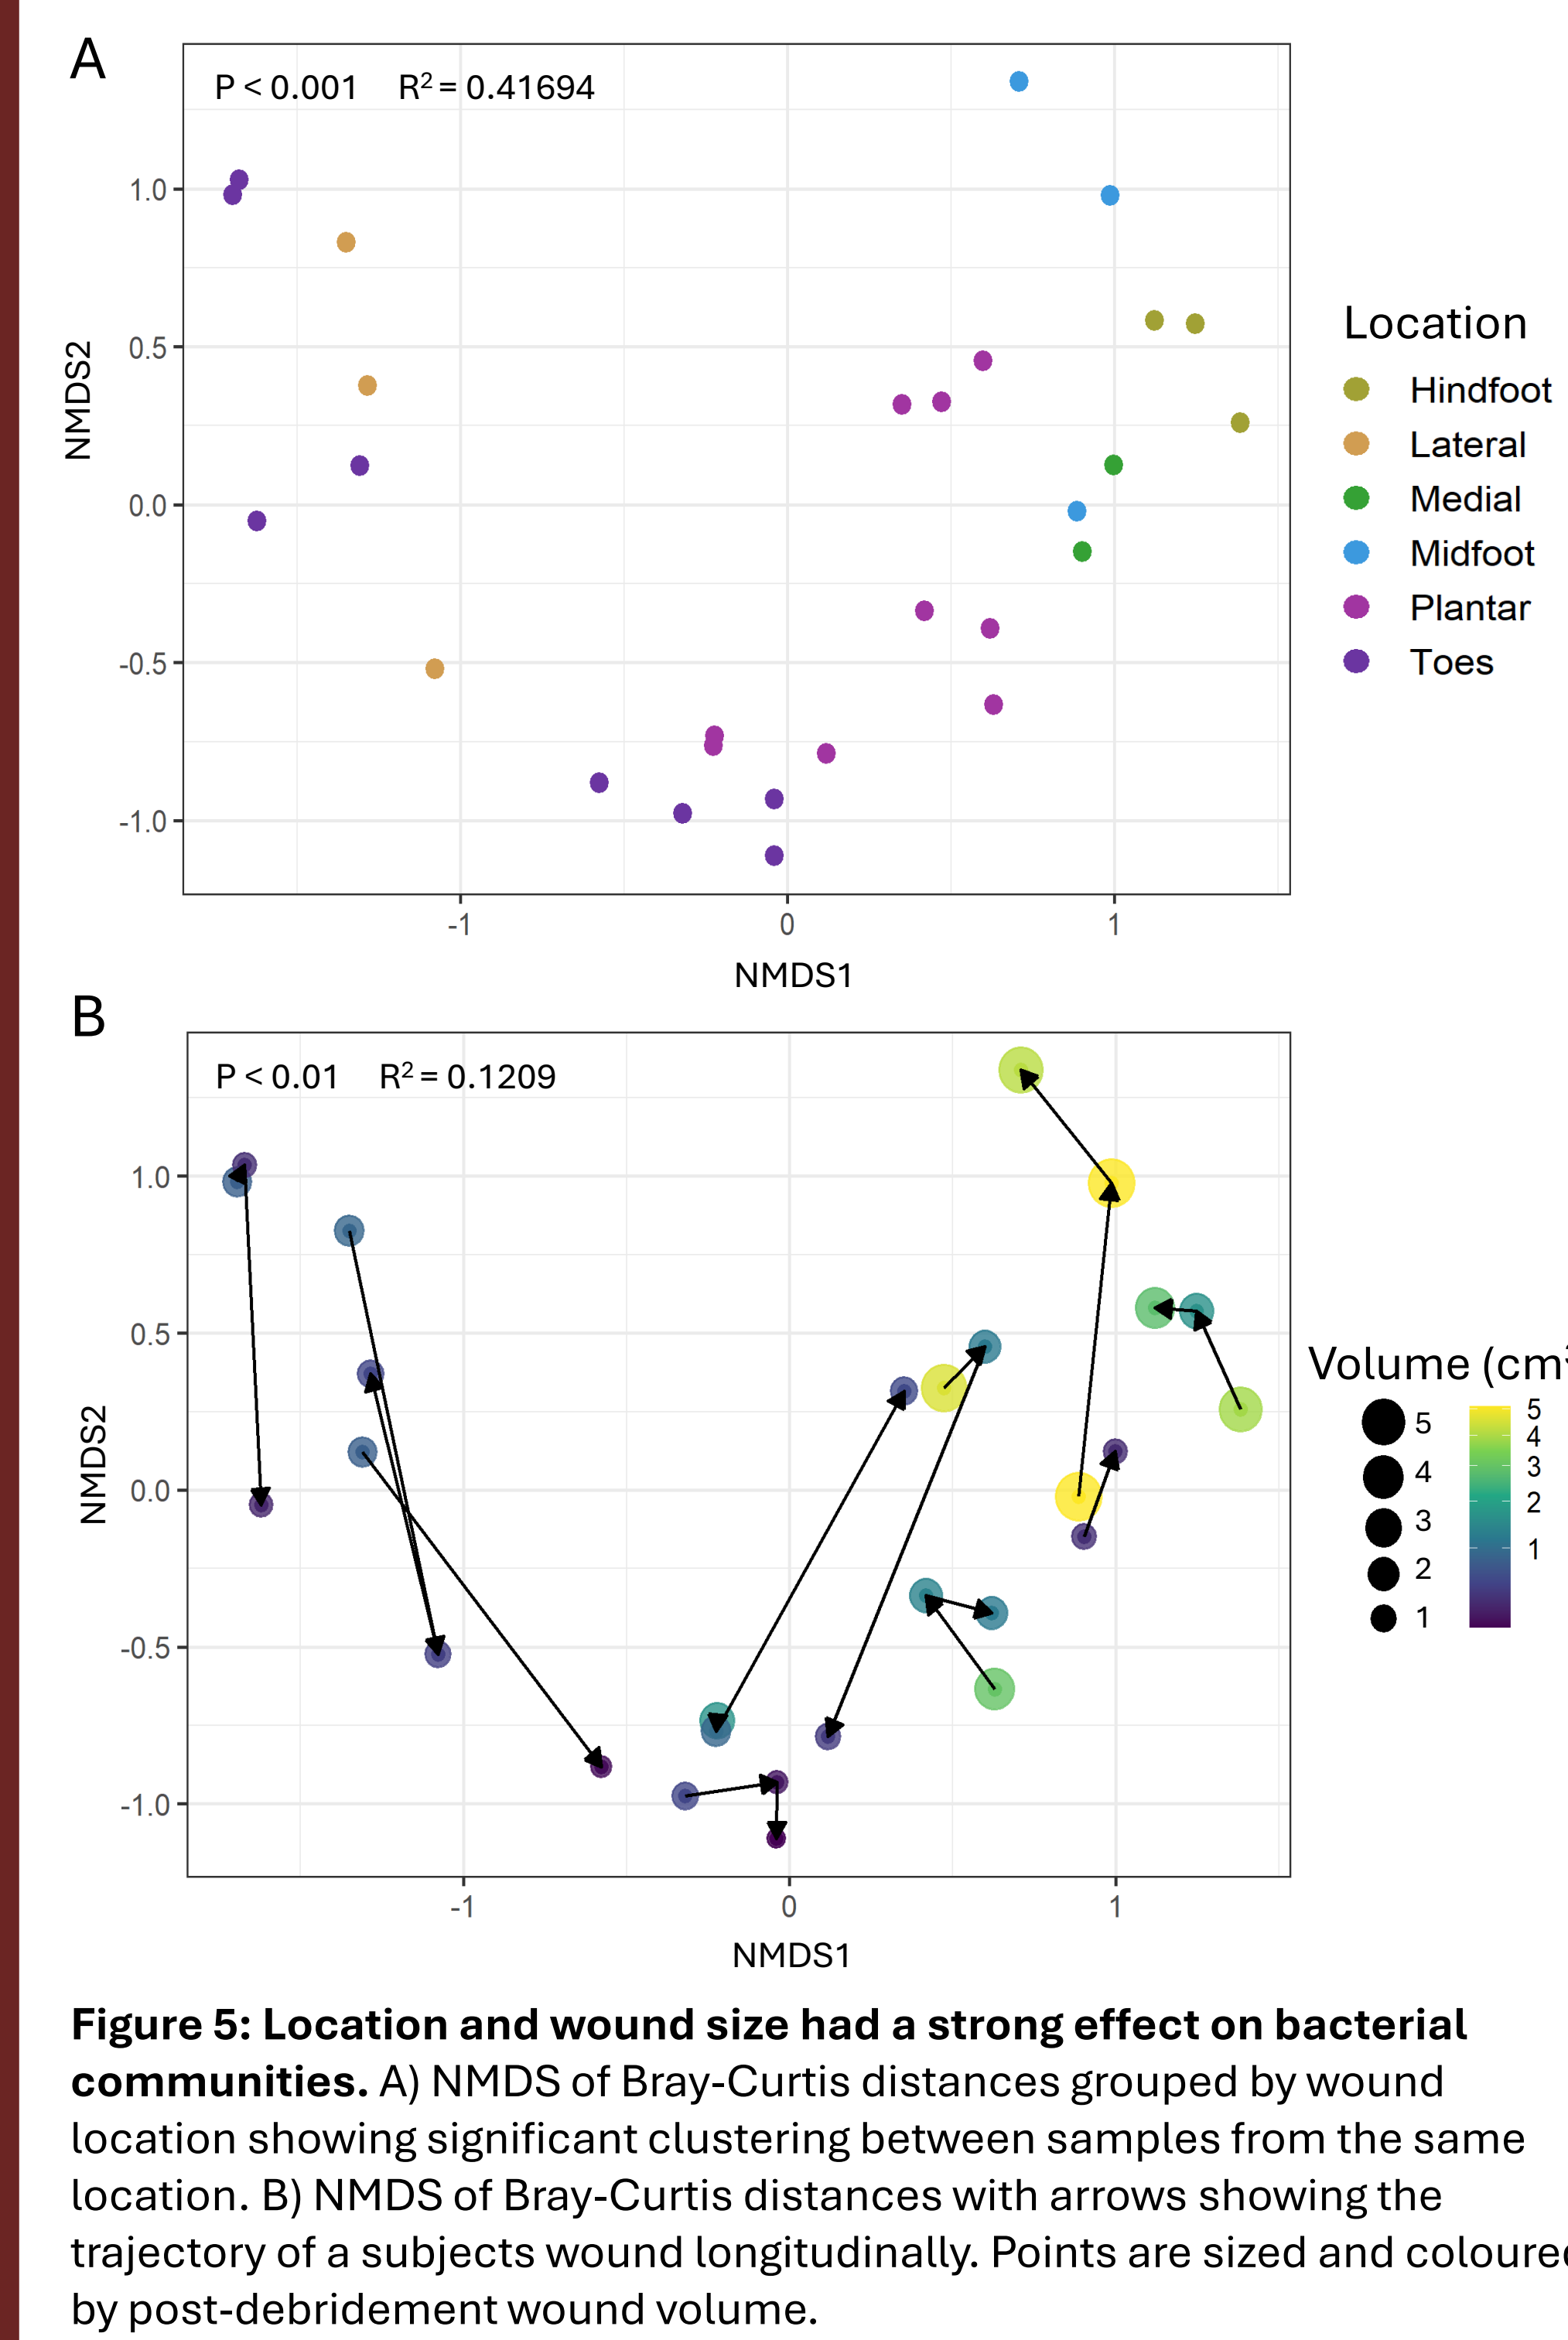 A
P < 0.001 R² = 0.41694
NMDS2
1.0
0.5
0.0
-0.5
-1.0
-1 0 1
NMDS1
Location
Hindfoot
Lateral
Medial
Midfoot
Plantar
Toes
B
P < 0.01 R² = 0.1209
NMDS2
1.0
0.5
0.0
-0.5
-1.0
-1 0 1
NMDS1
Volume (cm³
5
4
3
2
1
5
4
3
2
1
Figure 5: Location and wound size had a strong effect on bacterial
communities. A) NMDS of Bray-Curtis distances grouped by wound
location showing significant clustering between samples from the same
location. B) NMDS of Bray-Curtis distances with arrows showing the
trajectory of a subjects wound longitudinally. Points are sized and coloured
by post-debridement wound volume.